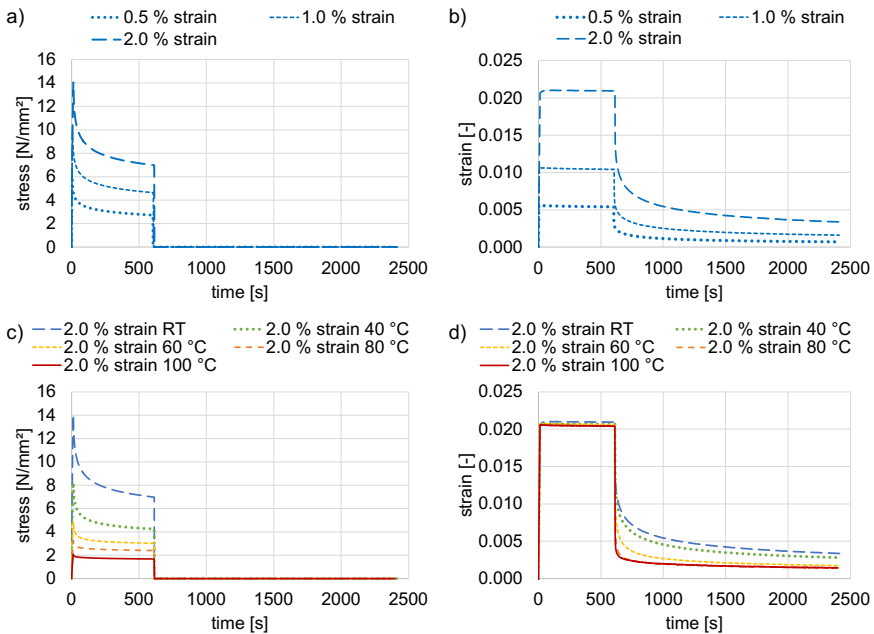 a)
0.5 % strain
1.0 % strain
2.0 % strain
stress [N/mm²]
16
14
12
10
8
6
4
2
0
0 500 1000 1500 2000 2500
time [s]
b)
0.5 % strain
1.0 % strain
2.0 % strain
strain [-]
0.025
0.020
0.015
0.010
0.005
0.000
0 500 1000 1500 2000 2500
time [s]
c)
2.0 % strain RT
2.0 % strain 40 °C
2.0 % strain 60 °C
2.0 % strain 80 °C
2.0 % strain 100 °C
stress [N/mm²]
16
14
12
10
8
6
4
2
0
0 500 1000 1500 2000 2500
time [s]
d)
2.0 % strain RT
2.0 % strain 40 °C
2.0 % strain 60 °C
2.0 % strain 80 °C
2.0 % strain 100 °C
strain [-]
0.025
0.020
0.015
0.010
0.005
0.000
0 500 1000 1500 2000 2500
time [s]